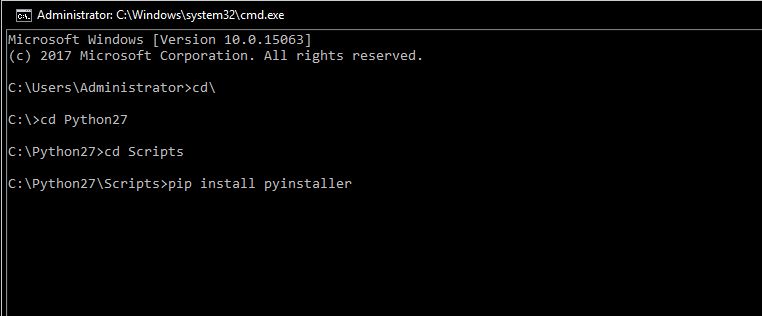 Administrator: C:\Windows\system32\cmd.exe
Microsoft Windows [Version 10.0.15063]
(c) 2017 Microsoft Corporation. All rights reserved.
C:\Users\Administrator>cd\
C:\>cd Python27
C:\Python27>cd Scripts
C:\Python27\Scripts>pip install pyinstaller